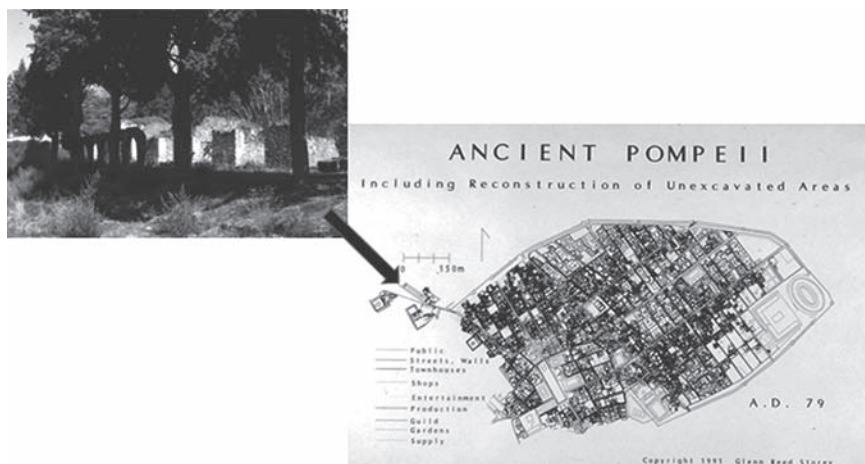 ANCIENT POMPEII
Including Reconstruction of Unexcavated Areas
0 150m
Public
Streets, Walls
Townhouses
Shops
Entertainment
Production
Guild
Gardens
Supply
A.D. 79
Copyright 1991 Glenn Reed Storey